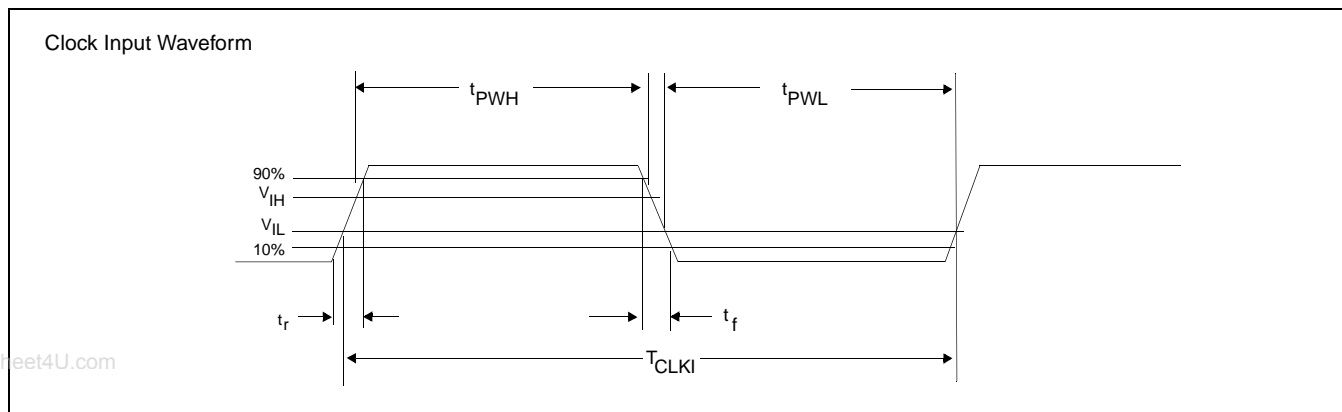 Clock Input Waveform
tPWH
tPWL
90%
VIH
VIL
10%
tr
tf
TCLKI
heet4U.com